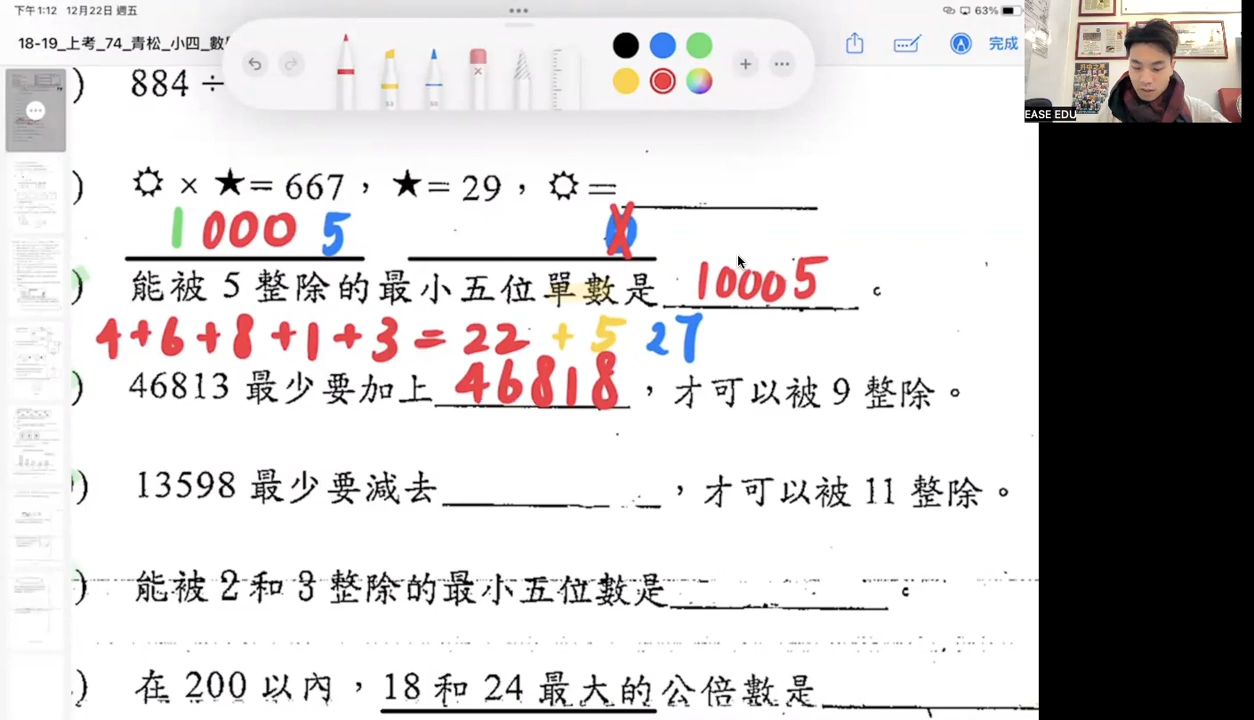 下午1:12 12月22日 週五
63%
18-19_上考_74_青松_小四_數
完成
EASE EDU
) 884 ÷
) ☼ × ★= 667，★= 29，☼ =
1 000 5 0
) 能被 5 整除的最小五位單數是 10005 。
4+6+8+1+3=22 +5 27
) 46813 最少要加上 46818 ，才可以被 9 整除。
) 13598 最少要減去 ，才可以被 11 整除。
) 能被 2 和 3 整除的最小五位數是 。
.) 在 200 以內，18 和 24 最大的公倍數是